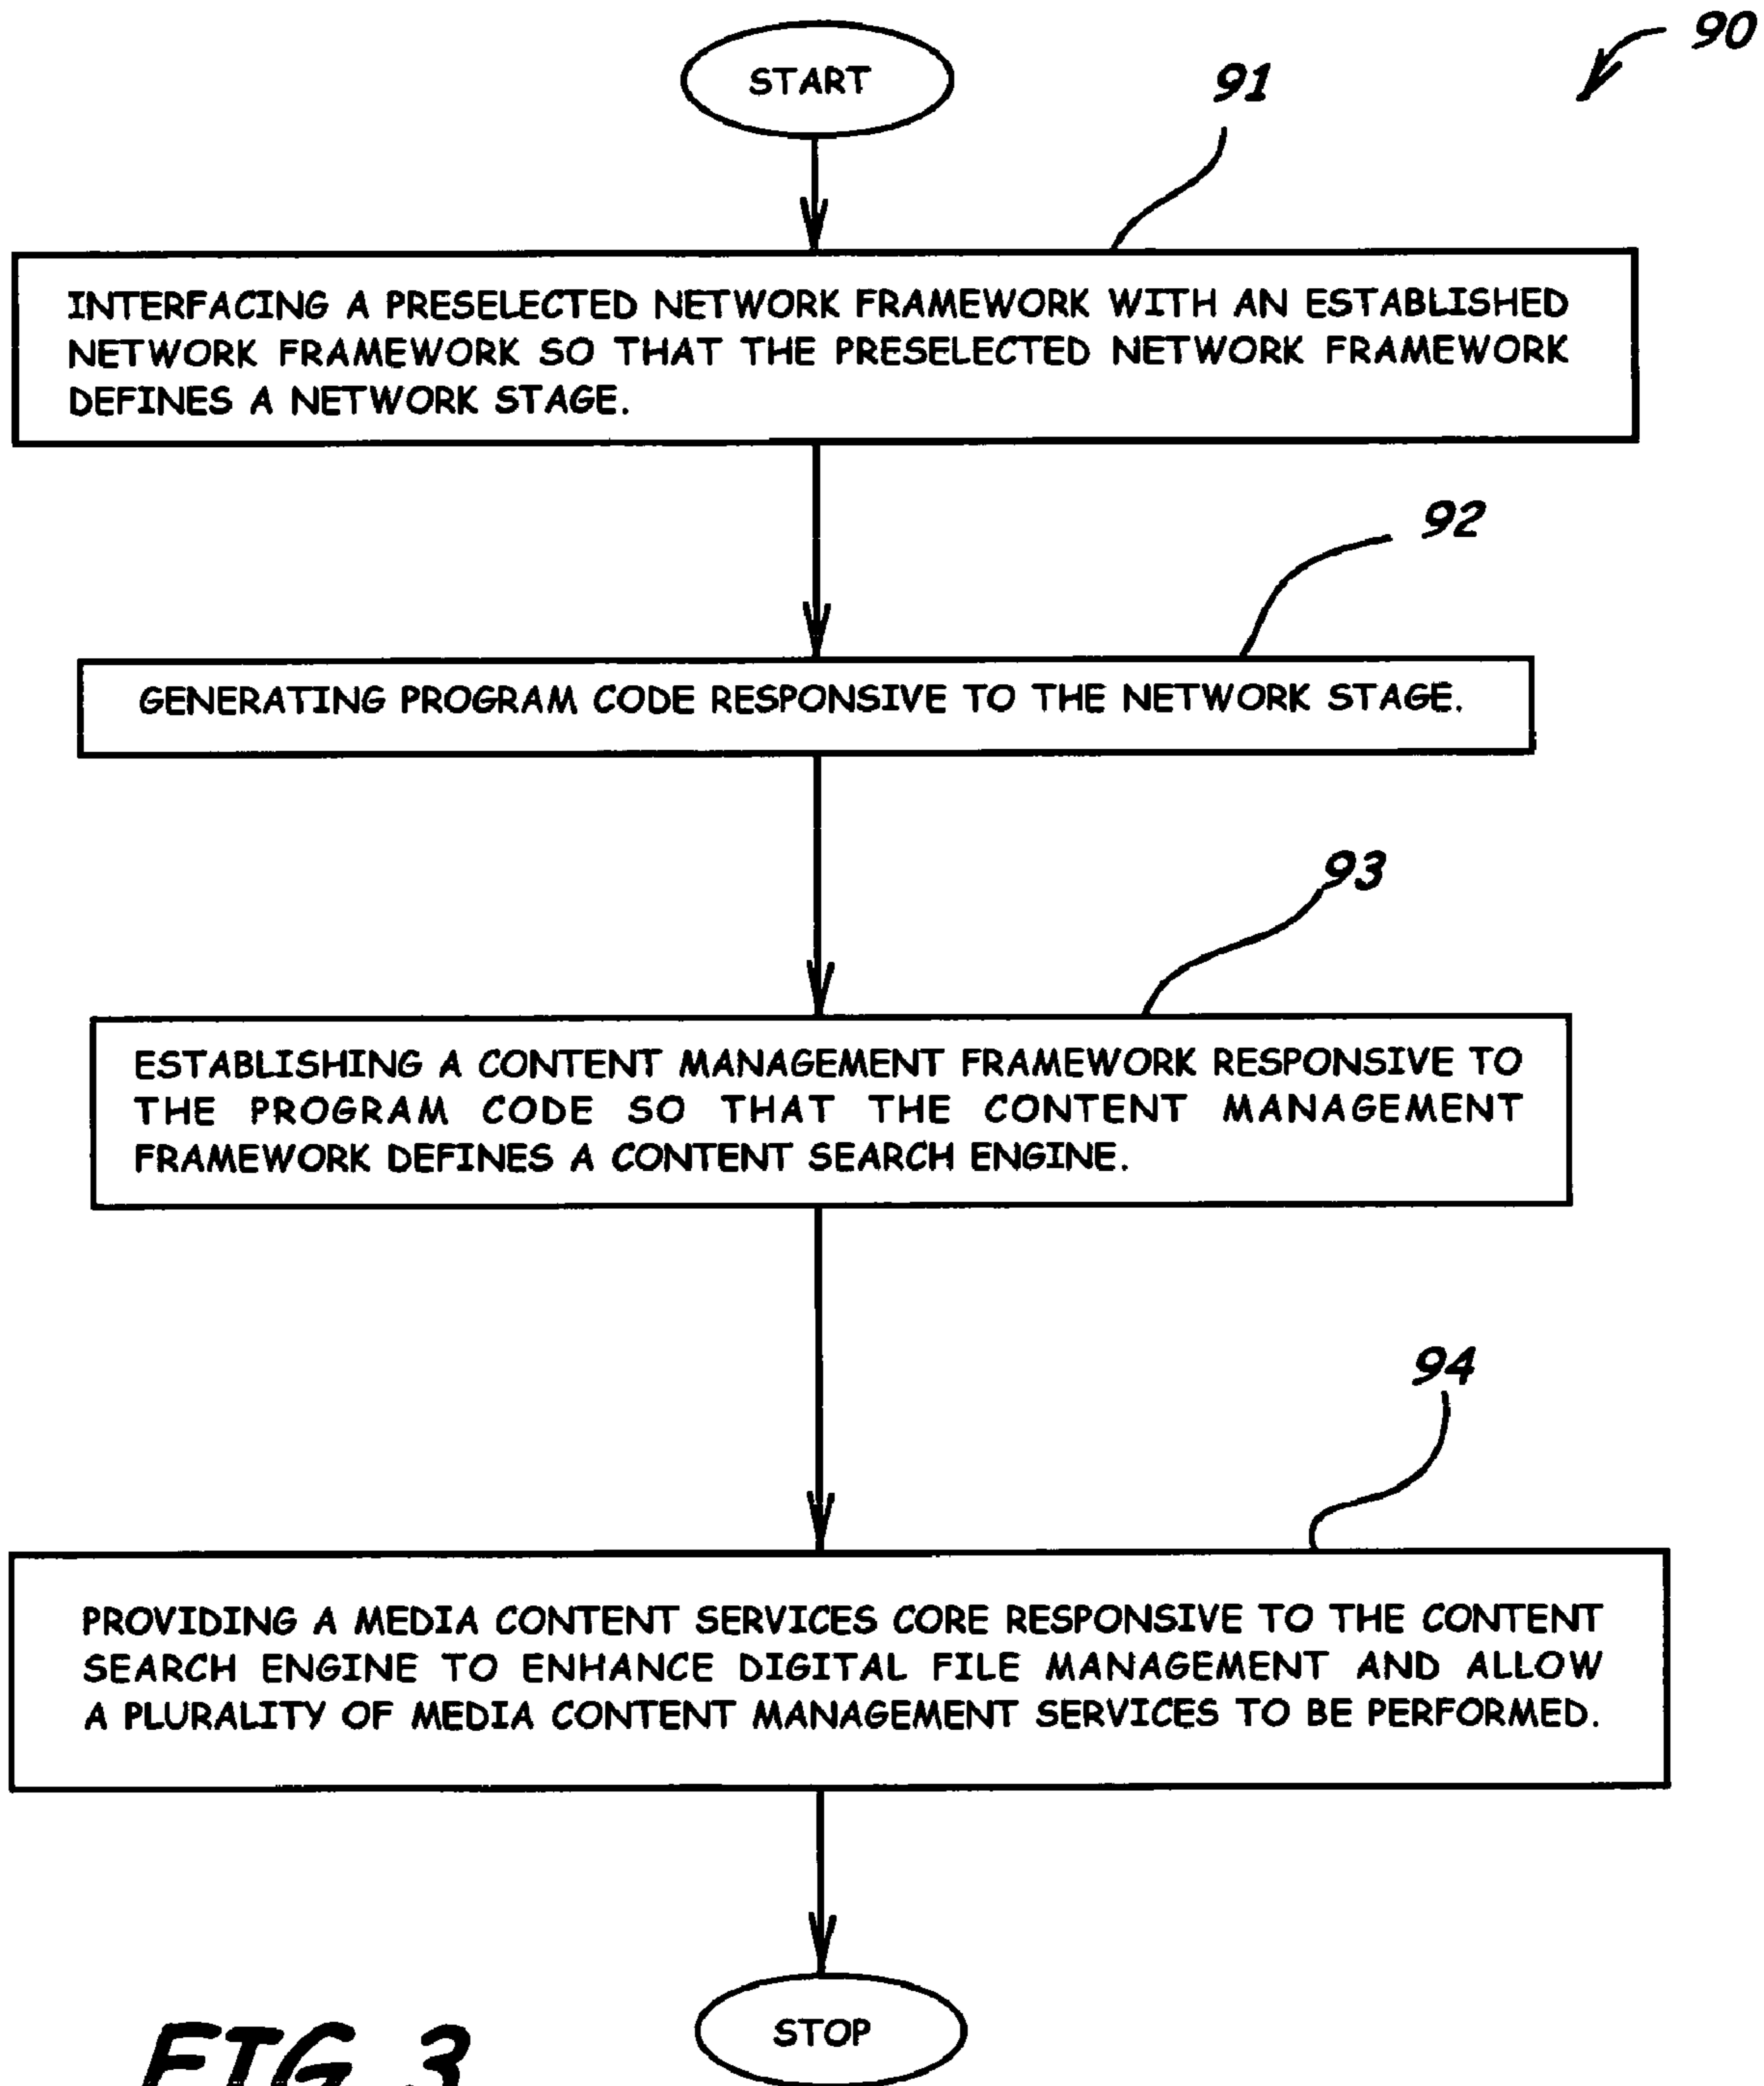 90
START
91
INTERFACING A PRESELECTED NETWORK FRAMEWORK WITH AN ESTABLISHED
NETWORK FRAMEWORK SO THAT THE PRESELECTED NETWORK FRAMEWORK
DEFINES A NETWORK STAGE.
92
GENERATING PROGRAM CODE RESPONSIVE TO THE NETWORK STAGE.
93
ESTABLISHING A CONTENT MANAGEMENT FRAMEWORK RESPONSIVE TO
THE PROGRAM CODE SO THAT THE CONTENT MANAGEMENT
FRAMEWORK DEFINES A CONTENT SEARCH ENGINE.
94
PROVIDING A MEDIA CONTENT SERVICES CORE RESPONSIVE TO THE CONTENT
SEARCH ENGINE TO ENHANCE DIGITAL FILE MANAGEMENT AND ALLOW
A PLURALITY OF MEDIA CONTENT MANAGEMENT SERVICES TO BE PERFORMED.
STOP
FIG 3